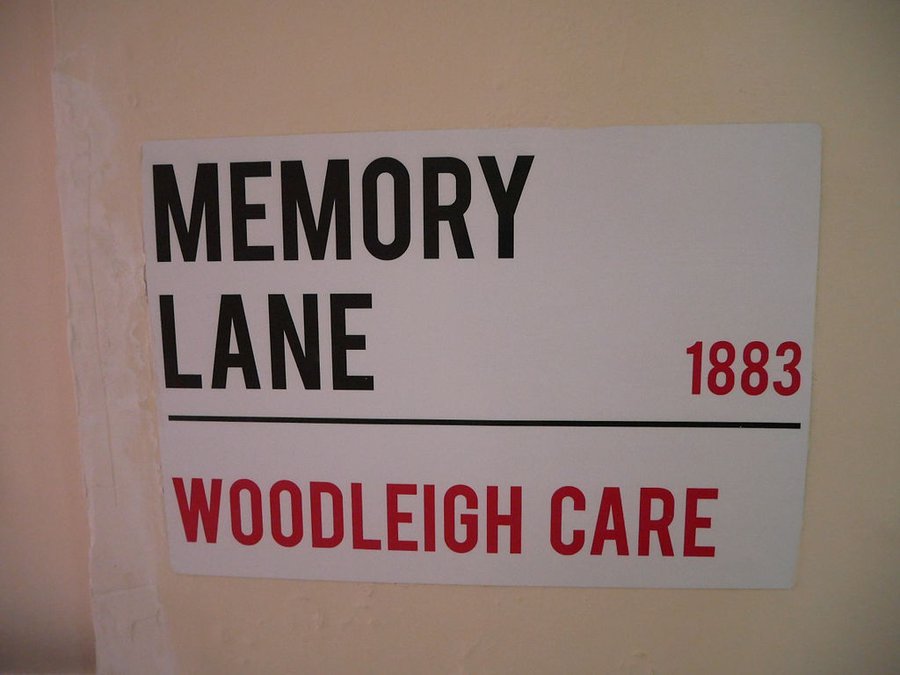 MEMORY
LANE
1883
WOODLEIGH CARE